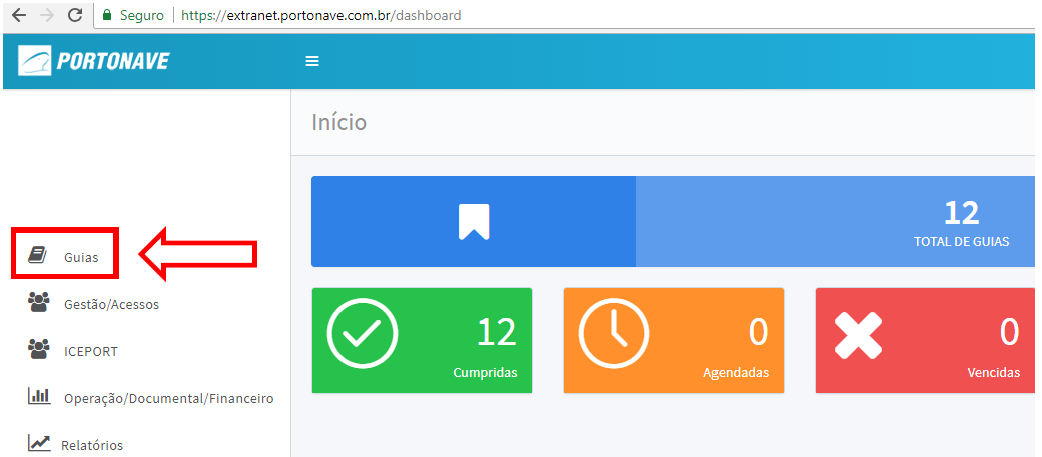 Seguro
https://extranet.portonave.com.br/dashboard
PORTONAVE
Início
12
TOTAL DE GUIAS
Guias
Gestão/Acessos
ICEPORT
Operação/Documental/Financeiro
Relatórios
12
Cumpridas
0
Agendadas
0
Vencidas